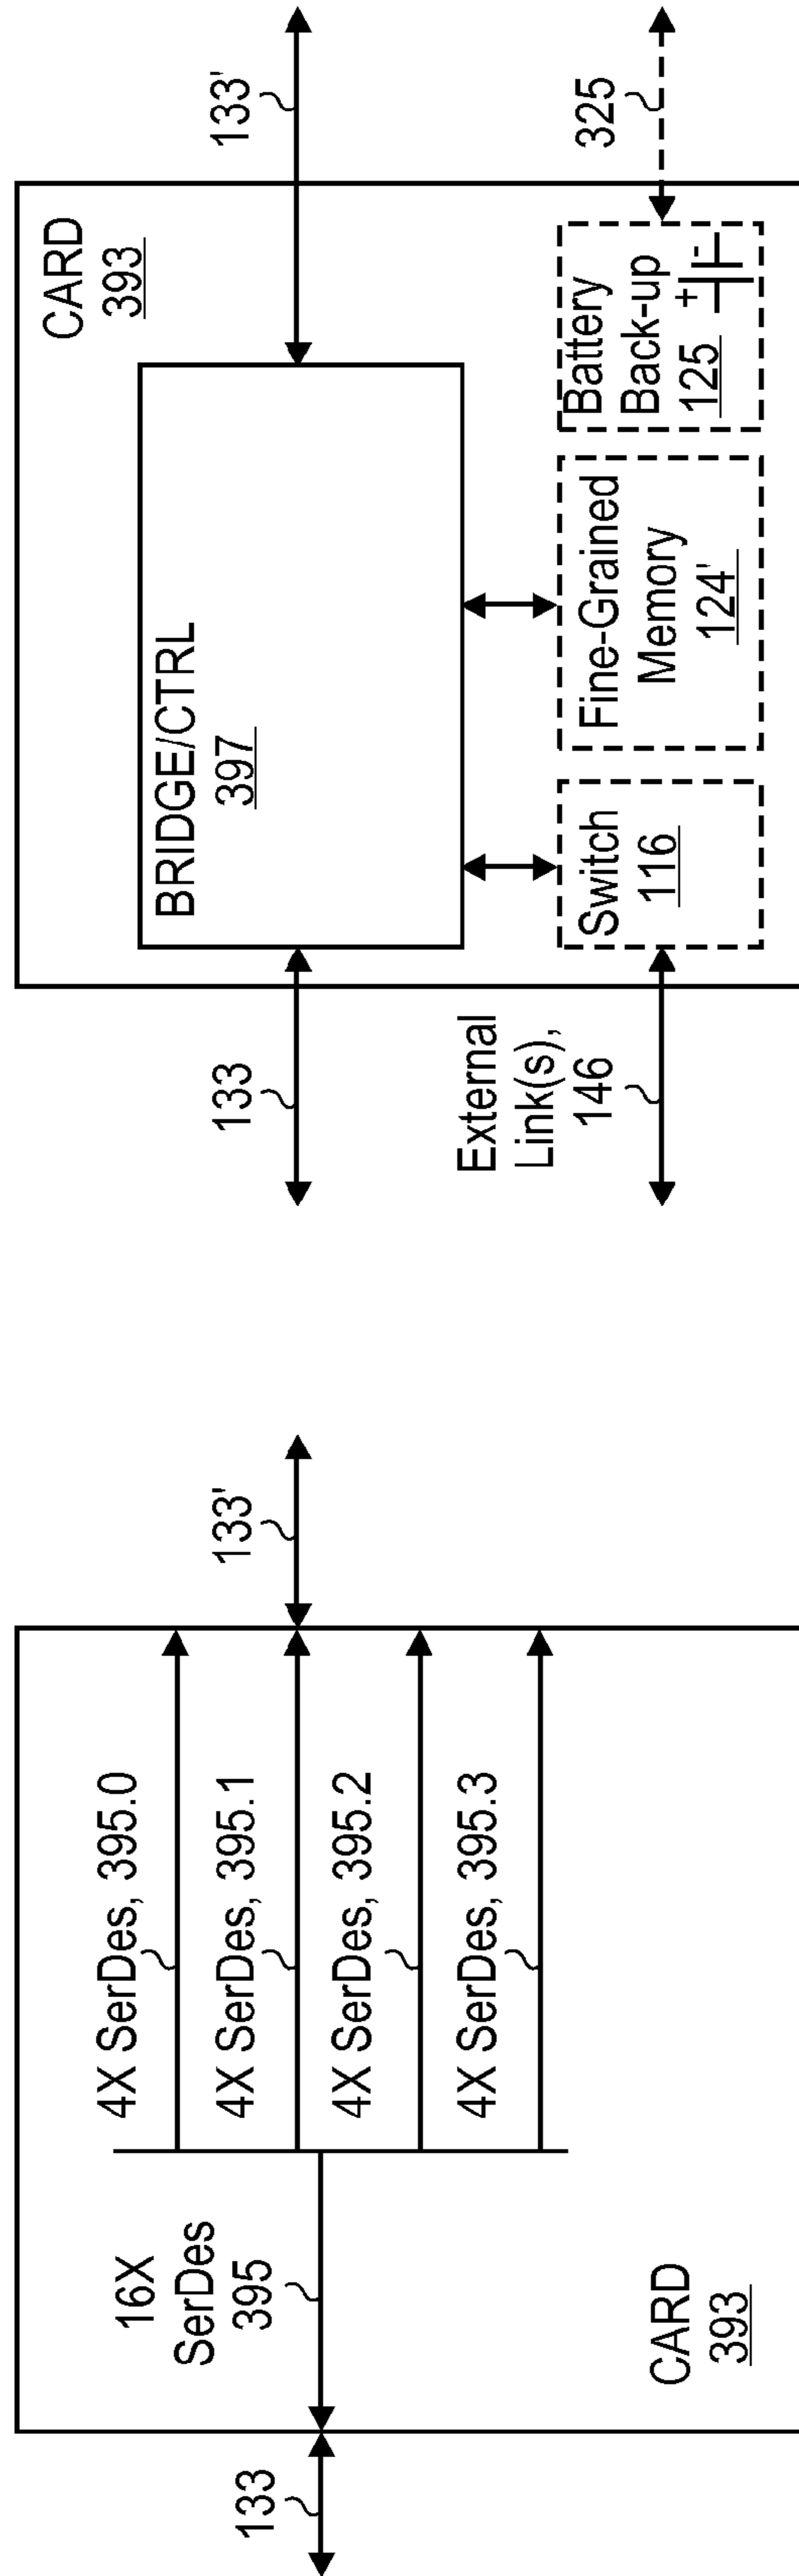 133
16X
SerDes
395
4X SerDes, 395.0
4X SerDes, 395.1
4X SerDes, 395.2
4X SerDes, 395.3
133'
CARD
393
133
External
Link(s),
146
BRIDGE/CTRL
397
CARD
393
133'
Switch
116
Fine-Grained
Memory
124'
Battery
Back-up
125
+ -
325